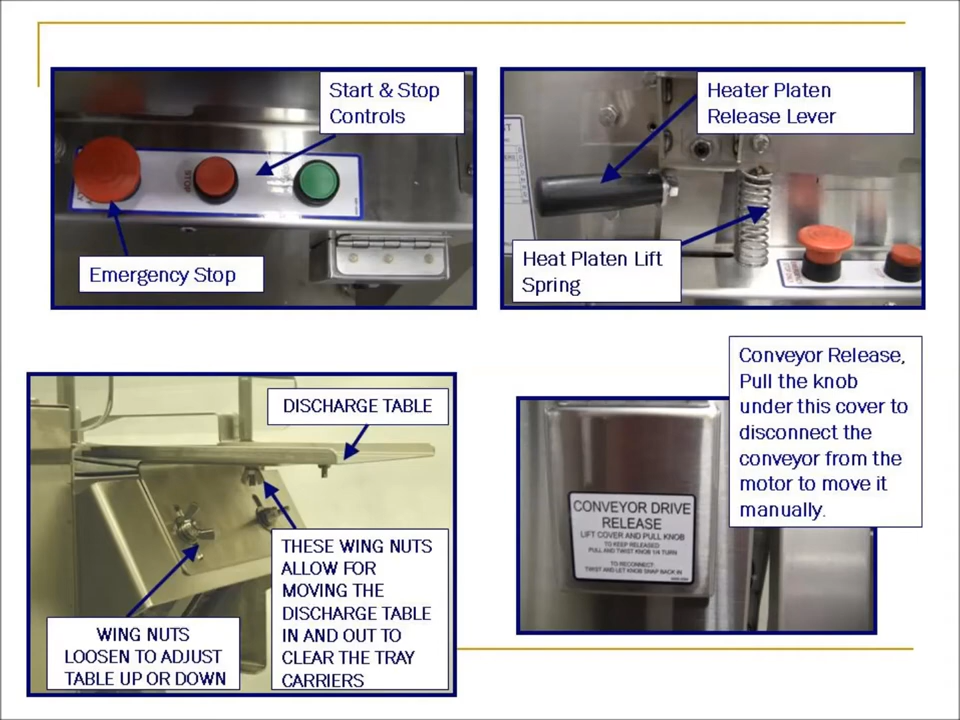 Start & Stop
Controls
STOP
Emergency Stop
Heater Platen
Release Lever
Heat Platen Lift
Spring
DISCHARGE TABLE
THESE WING NUTS
ALLOW FOR
MOVING THE
DISCHARGE TABLE
IN AND OUT TO
CLEAR THE TRAY
CARRIERS
WING NUTS
LOOSEN TO ADJUST
TABLE UP OR DOWN
Conveyor Release,
Pull the knob
under this cover to
disconnect the
conveyor from the
motor to move it
manually.
CONVEYOR DRIVE
RELEASE
LIFT COVER AND PULL KNOB
TO KEEP RELEASED
PULL AND TWIST KNOB 1/4 TURN
TO RECONNECT:
TWIST AND LET KNOB SNAP BACK IN